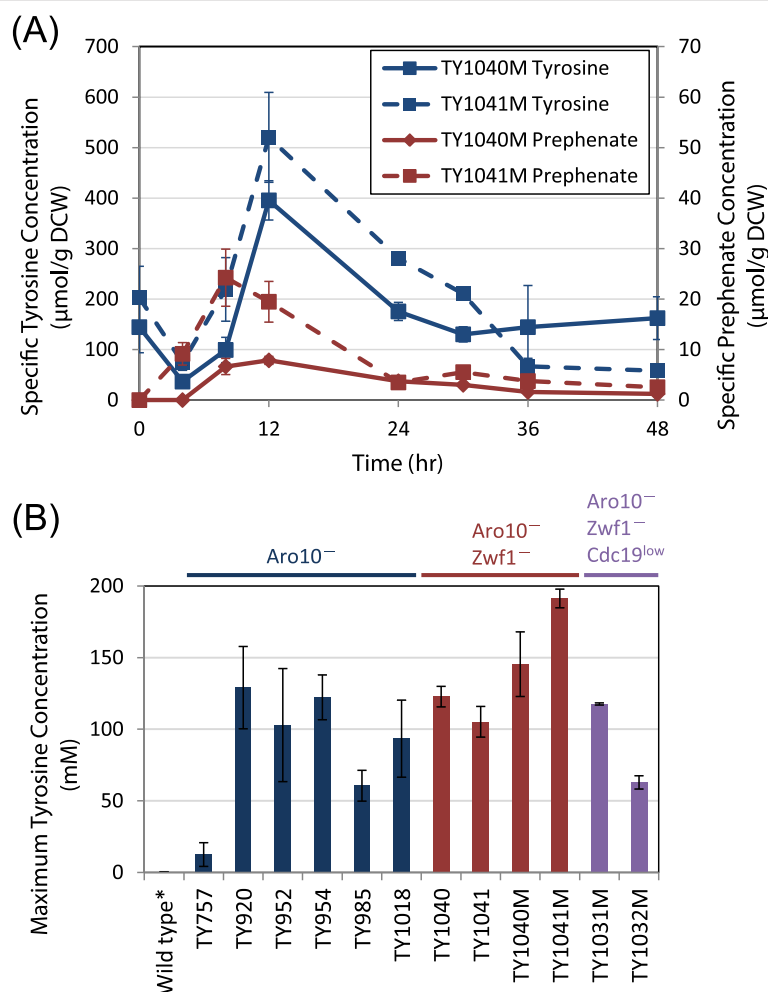 (A)
700
600
500
400
300
200
100
0
Specific Tyrosine Concentration
(µmol/g DCW)
TY1040M Tyrosine
TY1041M Tyrosine
TY1040M Prephenate
TY1041M Prephenate
70
60
50
40
30
20
10
0
Specific Prephenate Concentration
(µmol/g DCW)
0 12 24 36 48
Time (hr)
(B)
Aro10⁻
Aro10⁻
Zwf1⁻
Aro10⁻
Zwf1⁻
Cdc19ˡᵒʷ
200
150
100
50
0
Maximum Tyrosine Concentration
(mM)
Wild type*
TY757
TY920
TY952
TY954
TY985
TY1018
TY1040
TY1041
TY1040M
TY1041M
TY1031M
TY1032M